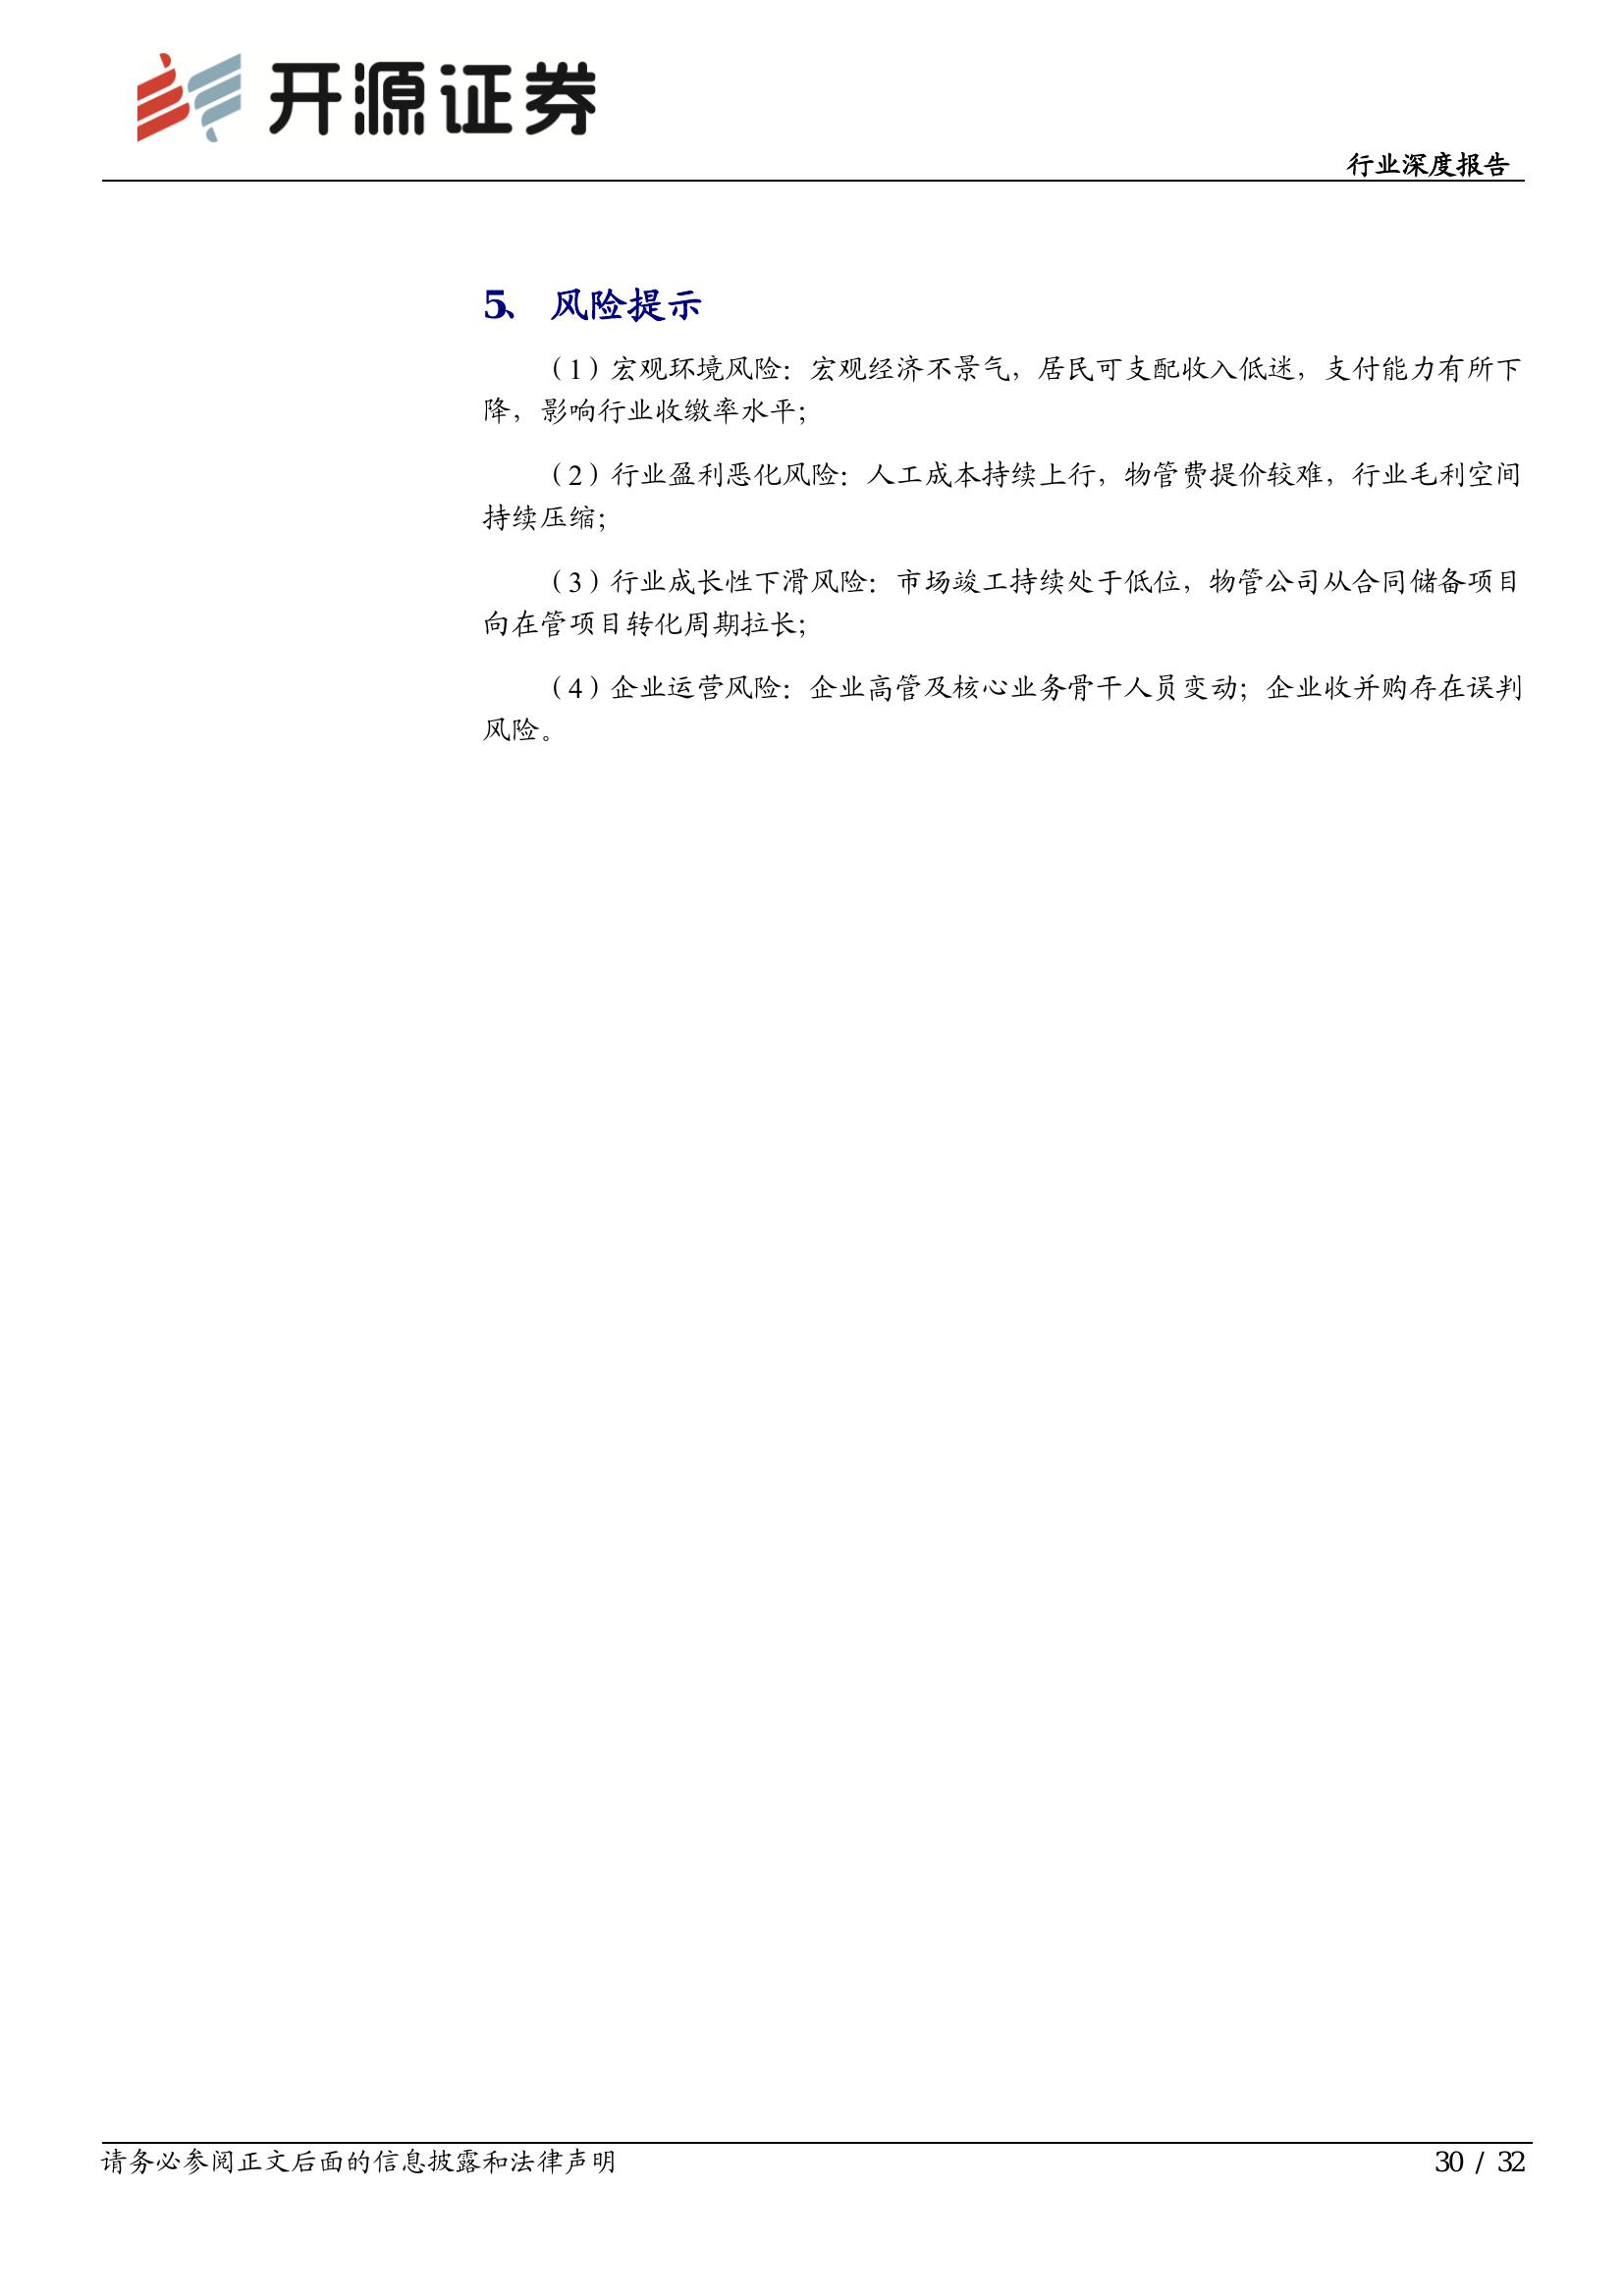 开源证券
行业深度报告
5、 风险提示
（1）宏观环境风险：宏观经济不景气，居民可支配收入低迷，支付能力有所下
降，影响行业收缴率水平；
（2）行业盈利恶化风险：人工成本持续上行，物管费提价较难，行业毛利空间
持续压缩；
（3）行业成长性下滑风险：市场竣工持续处于低位，物管公司从合同储备项目
向在管项目转化周期拉长；
（4）企业运营风险：企业高管及核心业务骨干人员变动；企业收并购存在误判
风险。
请务必参阅正文后面的信息披露和法律声明
30 / 32